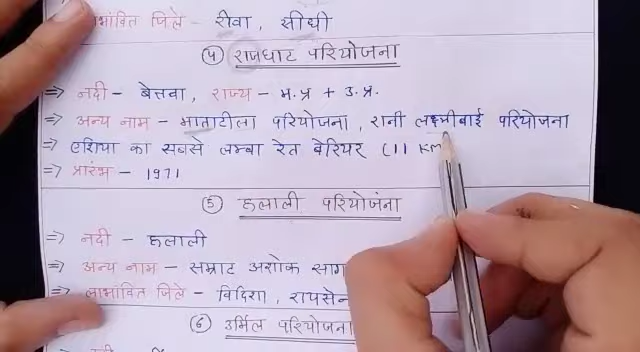 लाभांवित जिले - रीवा, सीधी
④ राजघाट परियोजना
⇒ नदी - बेतवा, राज्य - म.प्र + उ.प्र.
⇒ अन्य नाम - माताटीला परियोजना, रानी लक्ष्मीबाई परियोजना
⇒ एशिया का सबसे लम्बा रेत बेरियर (11 KM
⇒ प्रारंभ - 1971
⑤ हलाली परियोजना
⇒ नदी - हलाली
⇒ अन्य नाम - सम्राट अशोक साग
⇒ लाभांवित जिले - विदिशा, रायसेन
⑥ उर्मिल परियोजना